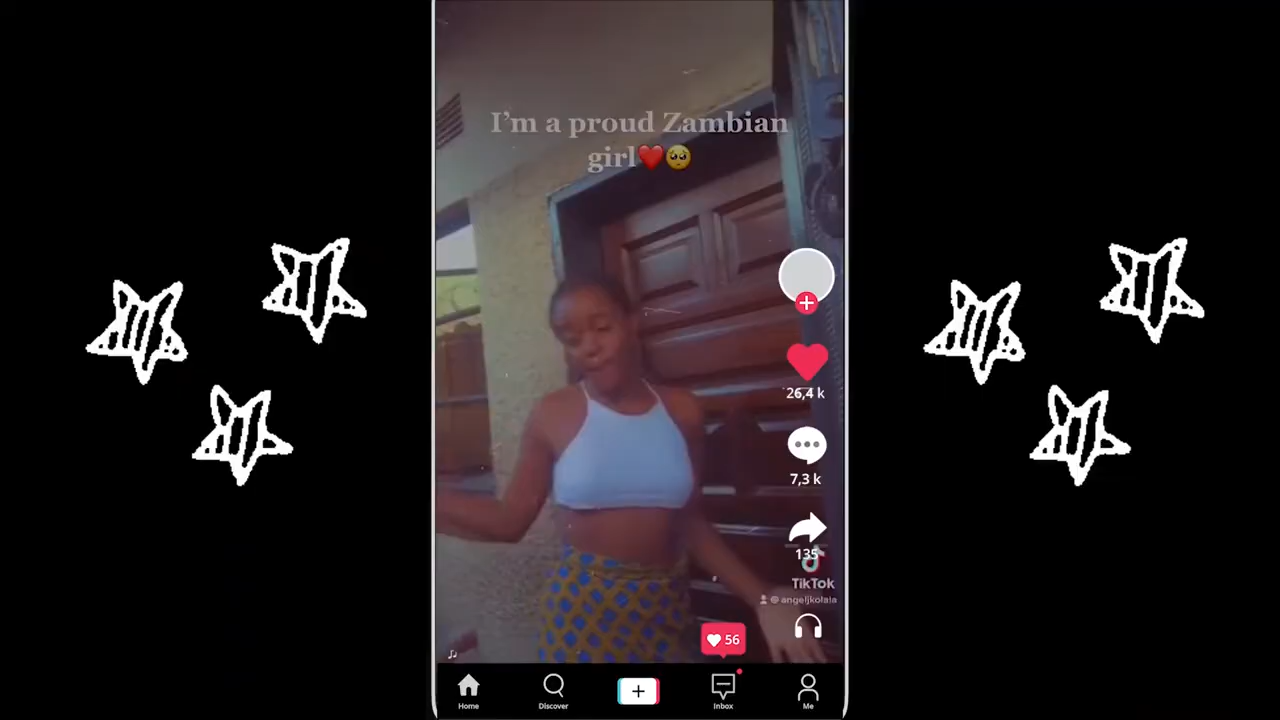 I'm a proud Zambian
girl❤️🥺
26,4 k
7,3 k
135
TikTok
@angeljkolala
56
Home
Discover
Inbox
Me